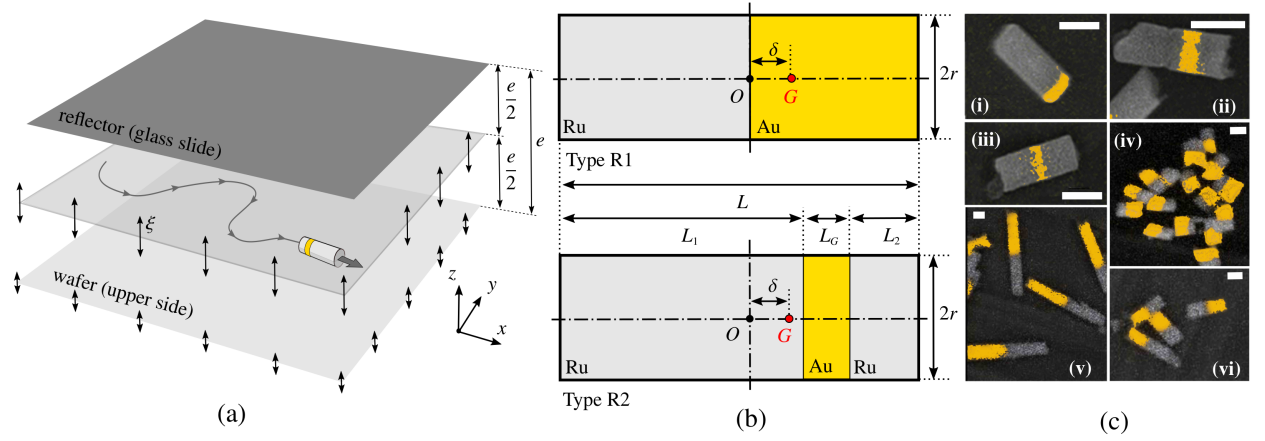 reflector (glass slide)
e
2
e
2
e
ξ
wafer (upper side)
z
y
x
(a)
δ
O
G
2r
Ru
Au
Type R1
L
L₁
L_G
L₂
δ
O
G
2r
Ru
Au
Ru
Type R2
(b)
(i)
(ii)
(iii)
(iv)
(v)
(vi)
(c)